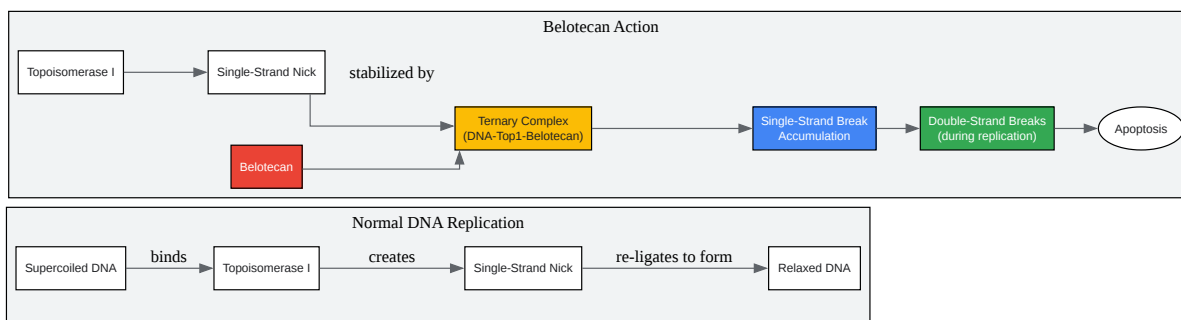 Belotecan Action
Topoisomerase I
Single-Strand Nick
stabilized by
Ternary Complex
(DNA-Top1-Belotecan)
Single-Strand Break
Accumulation
Double-Strand Breaks
(during replication)
Apoptosis
Belotecan
Normal DNA Replication
Supercoiled DNA
binds
Topoisomerase I
creates
Single-Strand Nick
re-ligates to form
Relaxed DNA